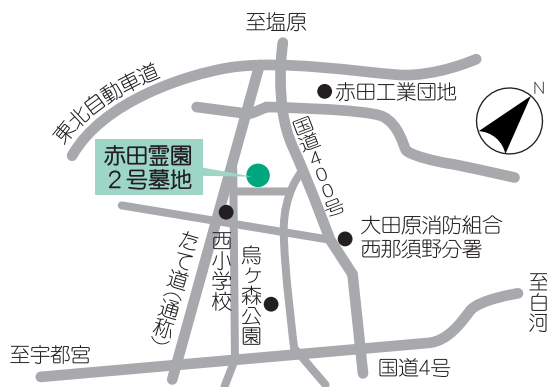 至塩原
東北自動車道
赤田工業団地
N
国道400号
赤田霊園
2号墓地
大田原消防組合
西那須野分署
西小学校
烏ケ森公園
たて道(通称)
至白河
至宇都宮
国道4号